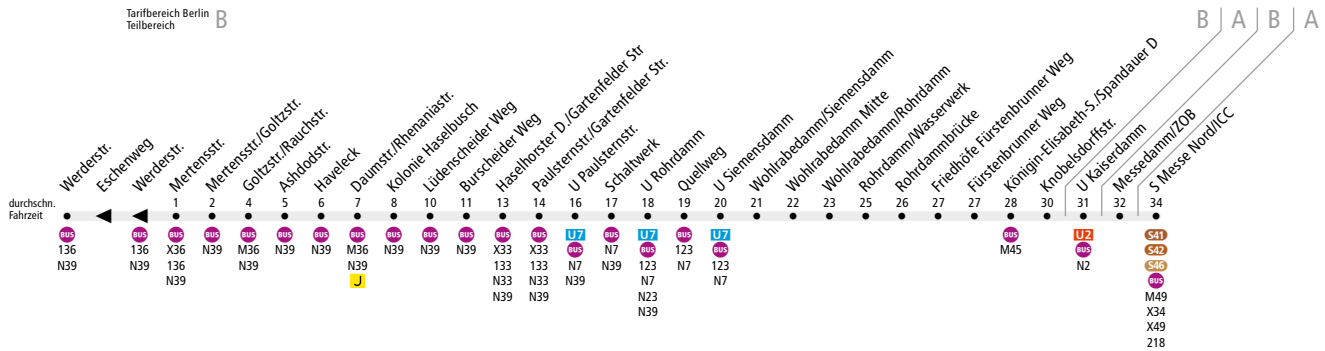 Tarifbereich Berlin
Teilbereich
B
B A B A
Werderstr.
Eschenweg
Werderstr.
Mertensstr.
Mertensstr./Goltzstr.
Goltzstr./Rauchstr.
Ashdodstr.
Haveleck
Daumstr./Rhenaniastr.
Kolonie Haselbusch
Lüdenscheider Weg
Burscheider Weg
Haselhorster D./Gartenfelder Str
Paulsternstr./Gartenfelder Str.
U Paulsternstr.
Schaltwerk
U Rohrdamm
Quellweg
U Siemensdamm
Wohlrabedamm/Siemensdamm
Wohlrabedamm Mitte
Wohlrabedamm/Rohrdamm
Rohrdamm/Wasserwerk
Rohrdammbrücke
Friedhöfe Fürstenbrunner Weg
Fürstenbrunner Weg
Königin-Elisabeth-S./Spandauer D
Knobelsdorffstr.
U Kaiserdamm
Messedamm/ZOB
S Messe Nord/ICC
durchschn.
Fahrzeit
1 2 4 5 6 7 8 10 11 13 14 16 17 18 19 20 21 22 23 25 26 27 27 28 30 31 32 34
BUS BUS BUS BUS BUS BUS BUS BUS BUS BUS BUS BUS BUS U7 BUS U7 BUS U7 BUS U2 S41
136 136 X36 N39 M36 N39 N39 M36 N39 N39 N39 X33 X33 BUS N7 BUS 123 BUS M45 BUS S42
N39 N39 136 N39 N39 133 133 N7 N39 123 N7 123 N2 S46
N39 J N33 N33 N39 N7 N7 BUS
N39 N39 N23 M49
N39 X34
X49
218